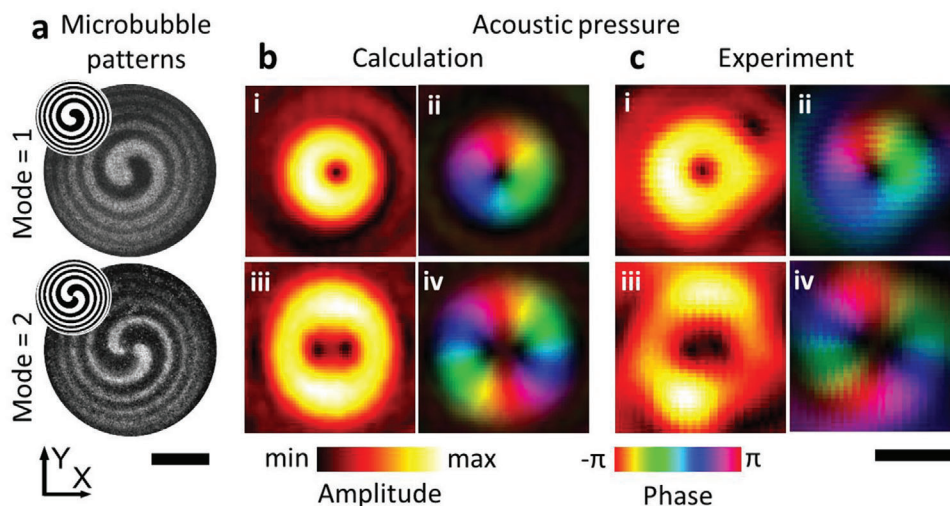 a Microbubble patterns
Acoustic pressure
b Calculation
c Experiment
Mode = 1
i
ii
i
ii
Mode = 2
iii
iv
iii
iv
Y
X
min
max
Amplitude
-π
π
Phase